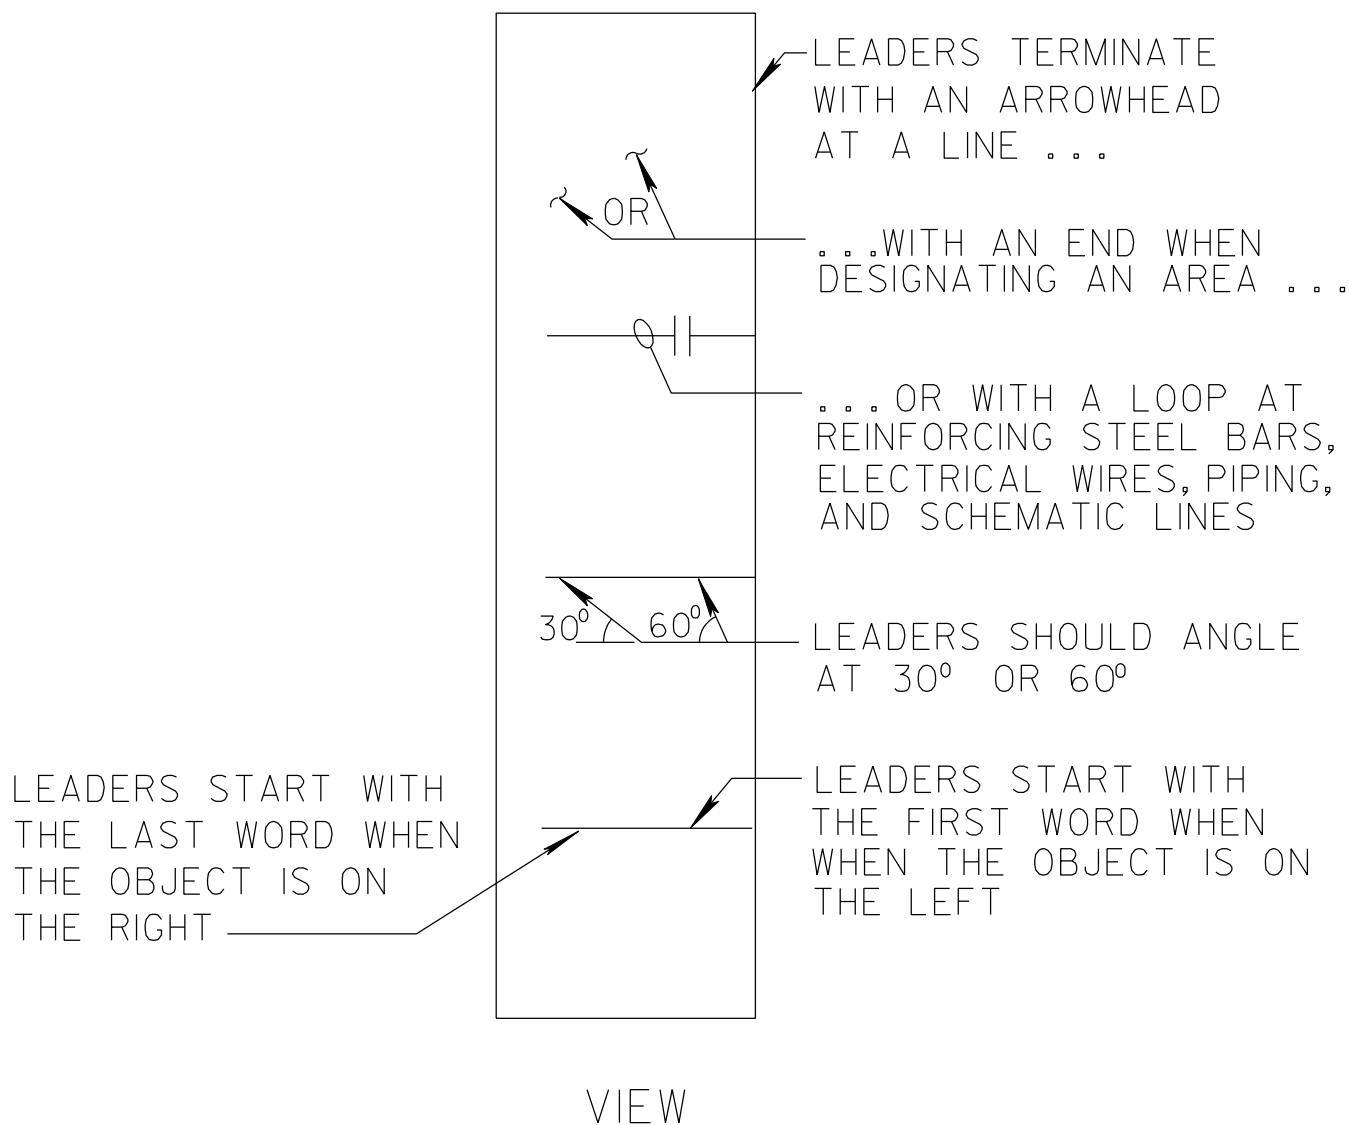 LEADERS TERMINATE
WITH AN ARROWHEAD
AT A LINE ...
OR
...WITH AN END WHEN
DESIGNATING AN AREA ...
...OR WITH A LOOP AT
REINFORCING STEEL BARS,
ELECTRICAL WIRES, PIPING,
AND SCHEMATIC LINES
30° 60°
LEADERS SHOULD ANGLE
AT 30° OR 60°
LEADERS START WITH
THE LAST WORD WHEN
THE OBJECT IS ON
THE RIGHT
LEADERS START WITH
THE FIRST WORD WHEN
WHEN THE OBJECT IS ON
THE LEFT
VIEW